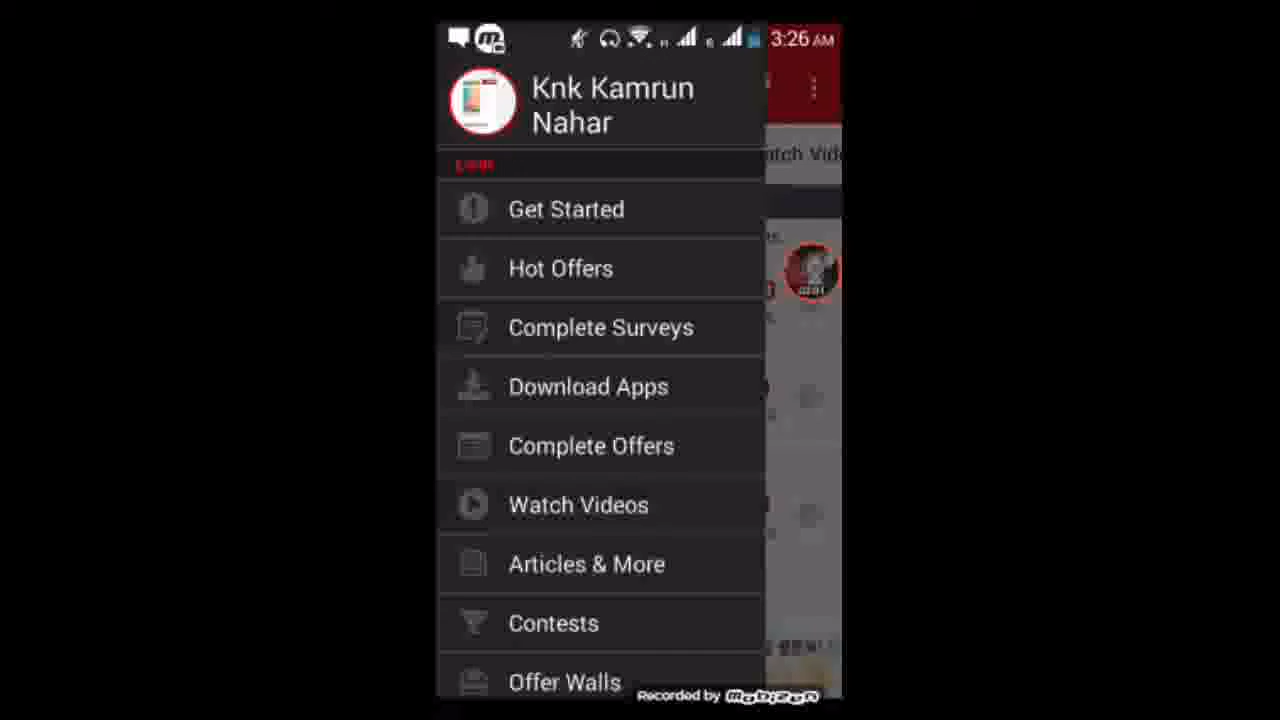 3:26 AM
Knk Kamrun
Nahar
Get Started
Hot Offers
Complete Surveys
Download Apps
Complete Offers
Watch Videos
Articles & More
Contests
Offer Walls
Recorded by Mobizen